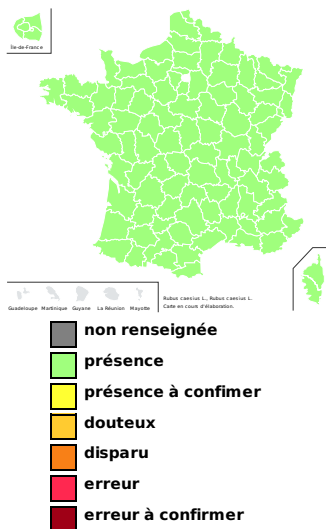 Île-de-France
Guadeloupe Martinique Guyane La Réunion Mayotte
Rubus caesius L., Rubus caesius L.
Carte en cours d'élaboration.
non renseignée
présence
présence à confimer
douteux
disparu
erreur
erreur à confirmer